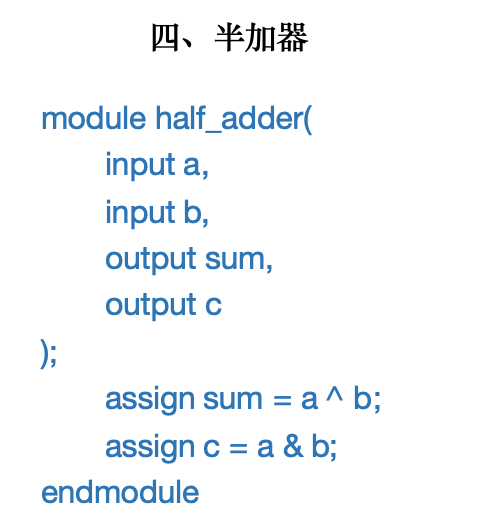 四、半加器
module half_adder(
input a,
input b,
output sum,
output c
);
assign sum = a ^ b;
assign c = a & b;
endmodule